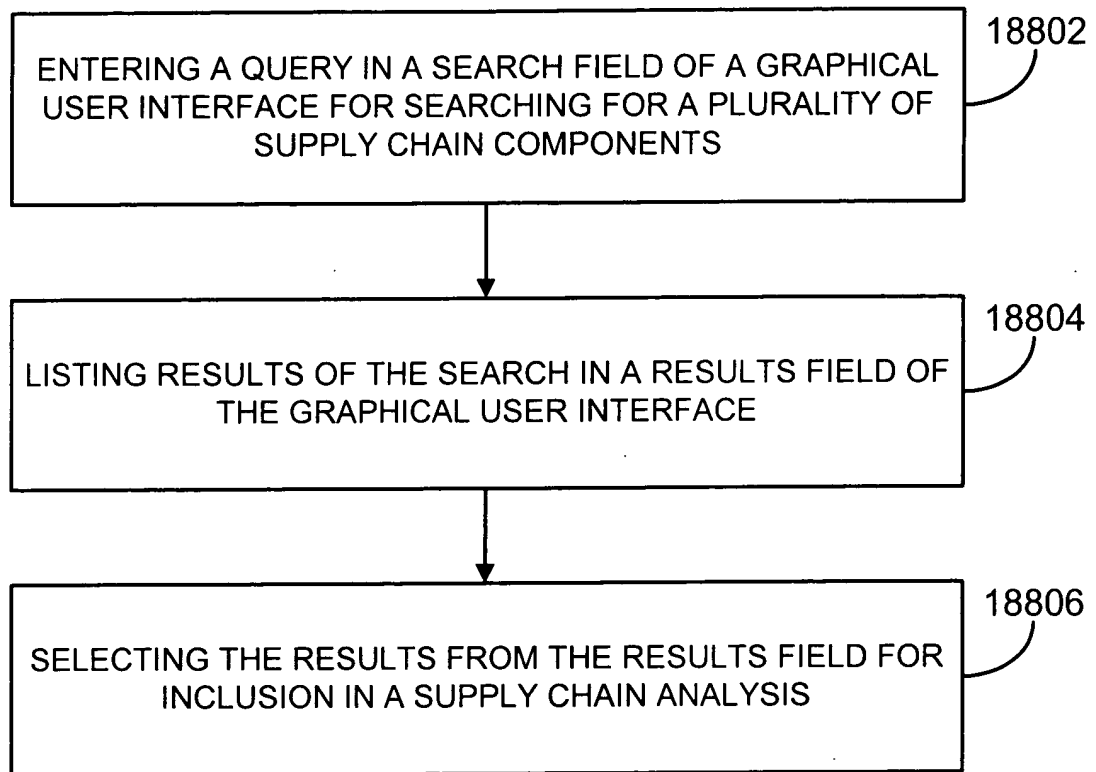 18802
ENTERING A QUERY IN A SEARCH FIELD OF A GRAPHICAL
USER INTERFACE FOR SEARCHING FOR A PLURALITY OF
SUPPLY CHAIN COMPONENTS
18804
LISTING RESULTS OF THE SEARCH IN A RESULTS FIELD OF
THE GRAPHICAL USER INTERFACE
18806
SELECTING THE RESULTS FROM THE RESULTS FIELD FOR
INCLUSION IN A SUPPLY CHAIN ANALYSIS